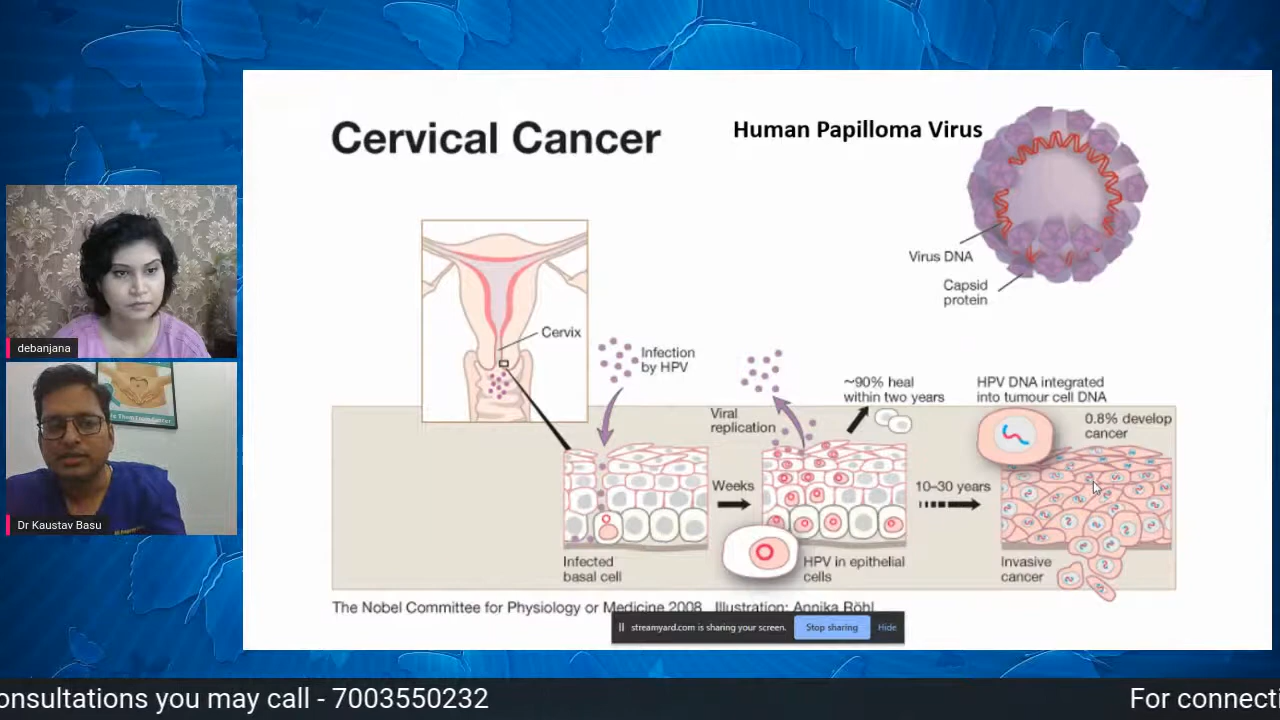 Cervical Cancer
Human Papilloma Virus
Virus DNA
Capsid
protein
Cervix
Infection
by HPV
Viral
replication
~90% heal
within two years
HPV DNA integrated
into tumour cell DNA
0.8% develop
cancer
Weeks
10–30 years
Infected
basal cell
HPV in epithelial
cells
Invasive
cancer
The Nobel Committee for Physiology or Medicine 2008 Illustration: Annika Röhl
streamyard.com is sharing your screen.
Stop sharing
Hide
debanjana
Dr Kaustav Basu
onsultations you may call - 7003550232
For connecti